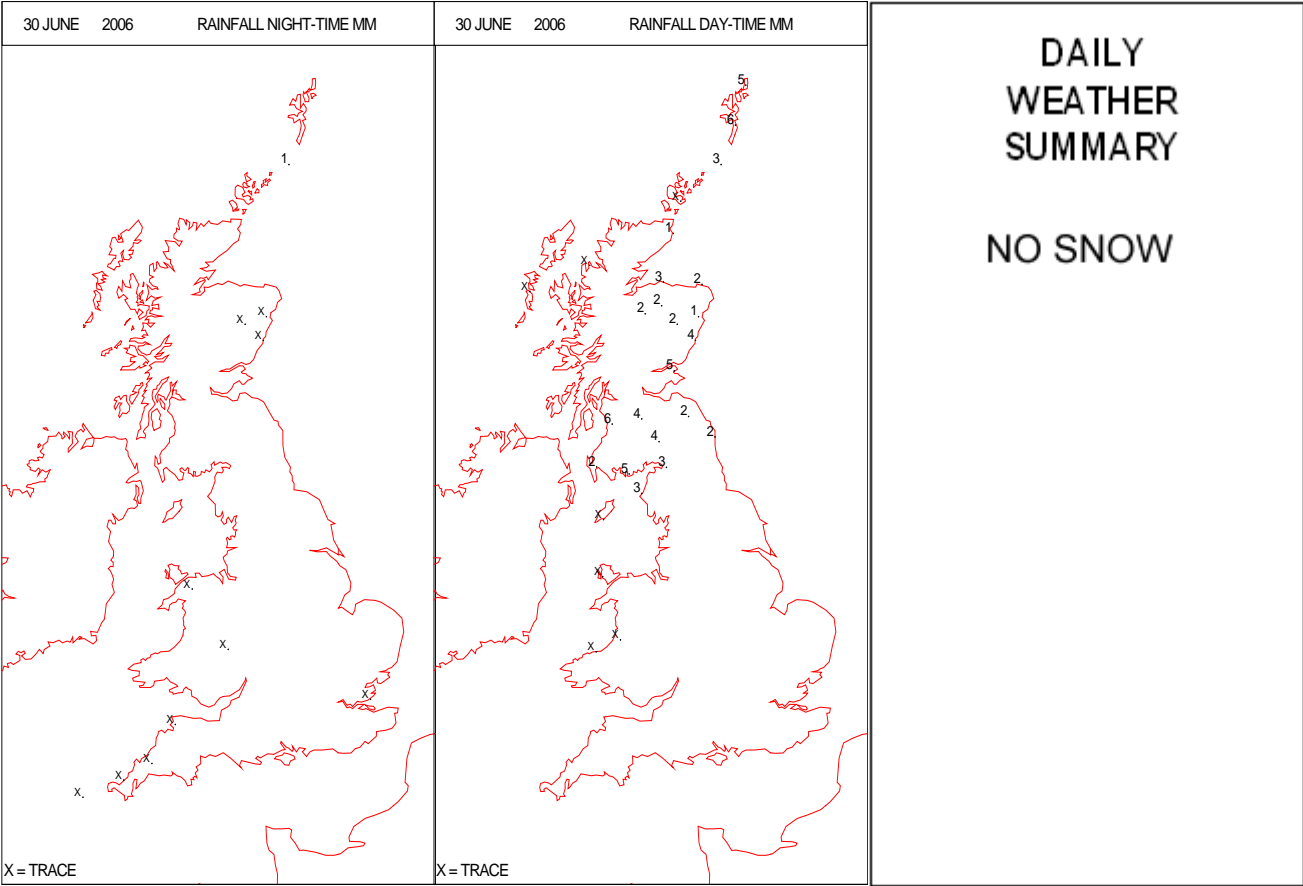 30 JUNE 2006 RAINFALL NIGHT-TIME MM
1.
X.
X.
X.
X.
X.
X.
X.
X.
X.
X.
X = TRACE
30 JUNE 2006 RAINFALL DAY-TIME MM
5.
6.
3.
X.
1.
X.
3.
2.
X.
2.
2.
1.
2.
4.
5.
4.
2.
6.
2.
4.
2.
5.
3.
3.
X.
X.
X.
X.
X = TRACE
DAILY
WEATHER
SUMMARY
NO SNOW